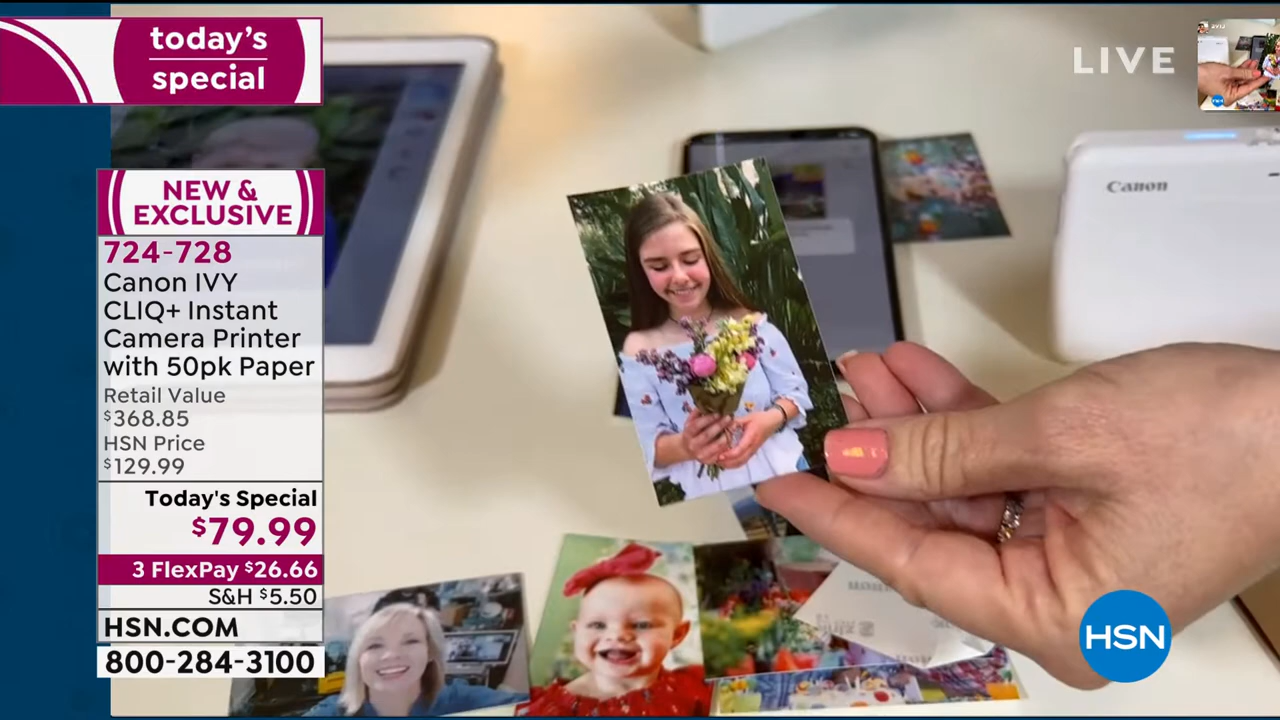 today's
special
NEW &
EXCLUSIVE
724-728
Canon IVY
CLIQ+ Instant
Camera Printer
with 50pk Paper
Retail Value
$368.85
HSN Price
$129.99
Today's Special
$79.99
3 FlexPay $26.66
S&H $5.50
HSN.COM
800-284-3100
LIVE
Canon
HSN